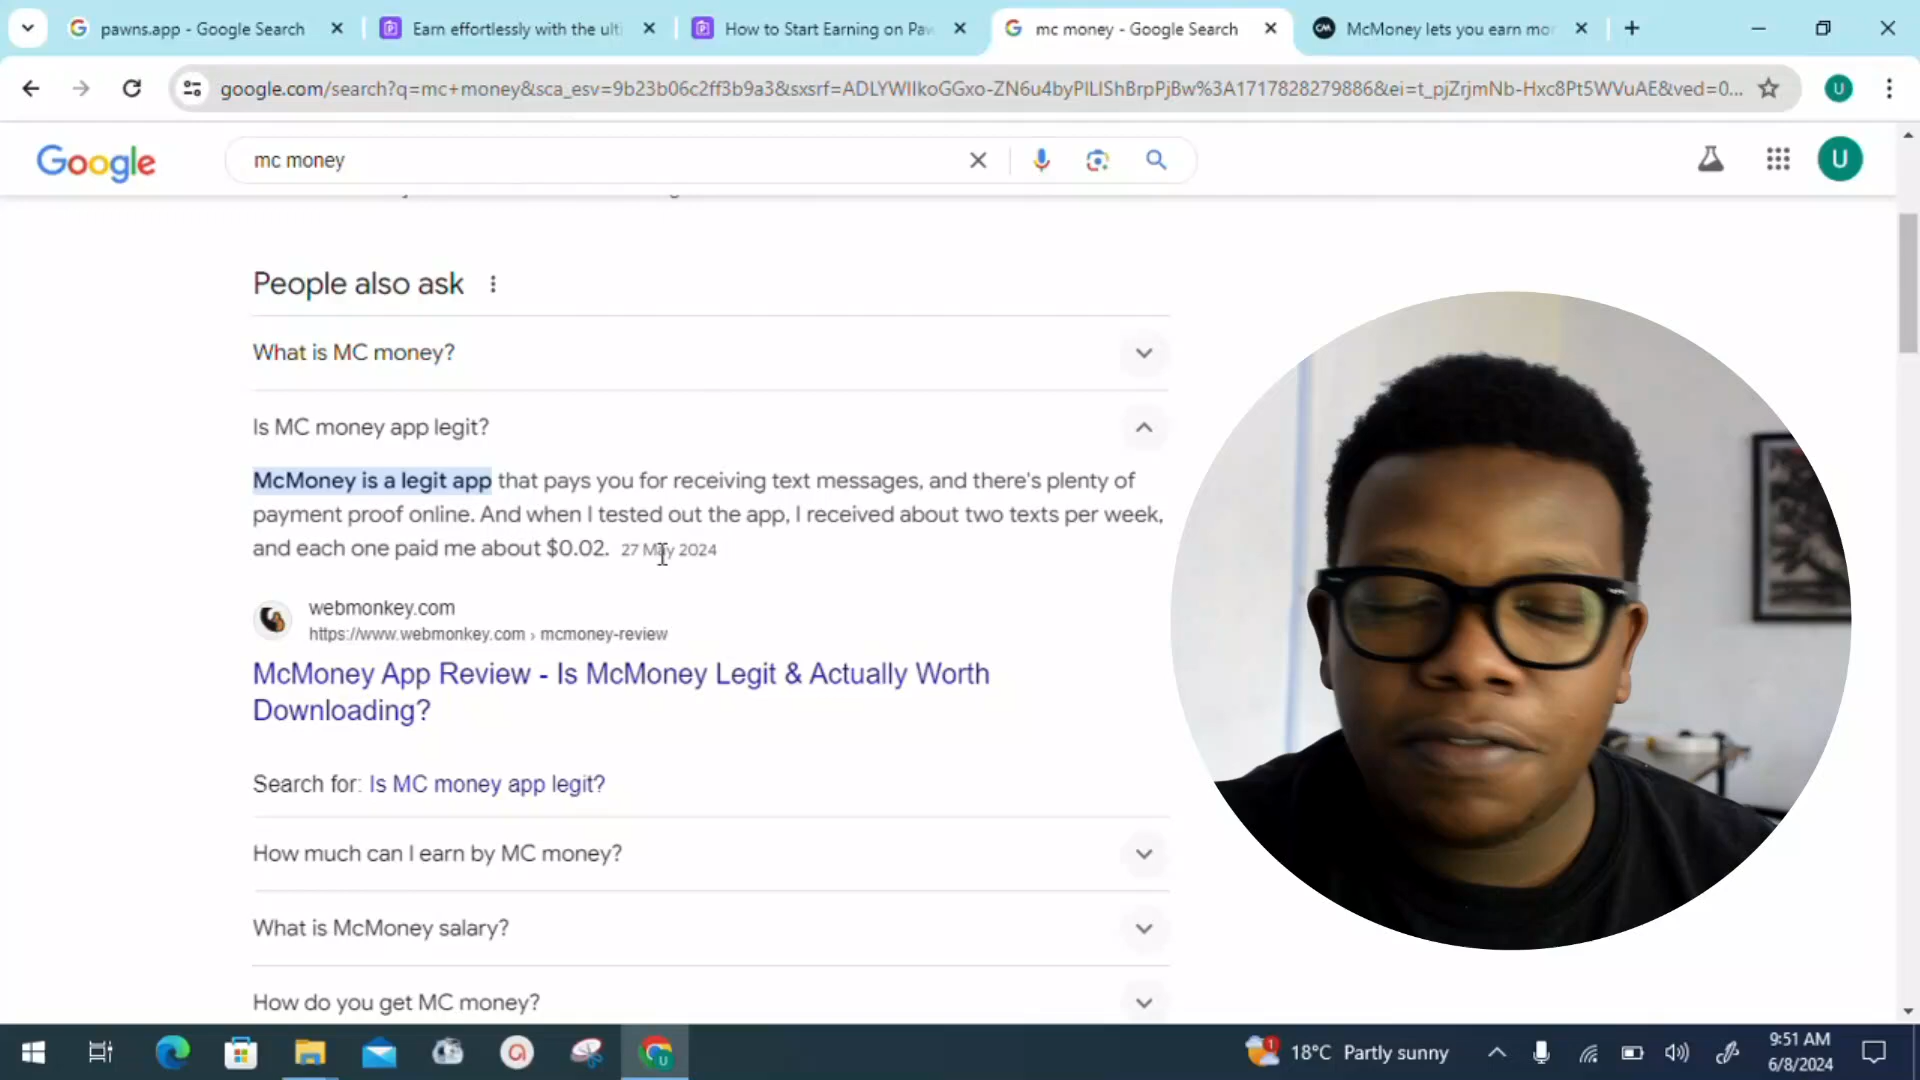 pawns.app - Google Search
Earn effortlessly with the ulti
How to Start Earning on Paw
mc money - Google Search
McMoney lets you earn mo
google.com/search?q=mc+money&sca_esv=9b23b06c2ff3b9a3&sxsrf=ADLYWIIkoGGxo-ZN6u4byPILIShBrpPjBw%3A1717828279886&ei=t_pjZrjmNb-Hxc8Pt5WVuAE&ved=0...
U
Google
mc money
U
People also ask
What is MC money?
Is MC money app legit?
McMoney is a legit app that pays you for receiving text messages, and there's plenty of
payment proof online. And when I tested out the app, I received about two texts per week,
and each one paid me about $0.02. 27 May 2024
webmonkey.com
https://www.webmonkey.com › mcmoney-review
McMoney App Review - Is McMoney Legit & Actually Worth
Downloading?
Search for: Is MC money app legit?
How much can I earn by MC money?
What is McMoney salary?
How do you get MC money?
18°C Partly sunny
9:51 AM
6/8/2024